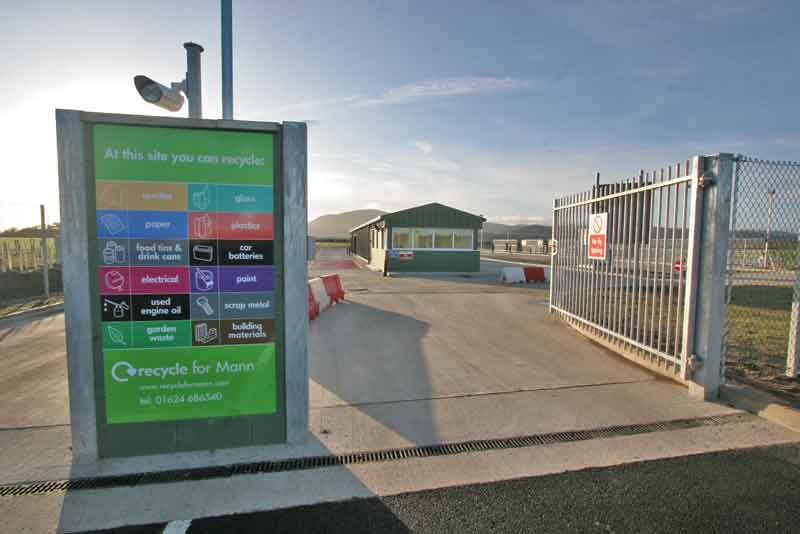 At this site you can recycle:
textiles glass
paper plastics
food tins & drink cans car batteries
electrical paint
used engine oil scrap metal
garden waste building materials
recycle for Mann
www.recycleformann.com
tel: 01624 686540
No